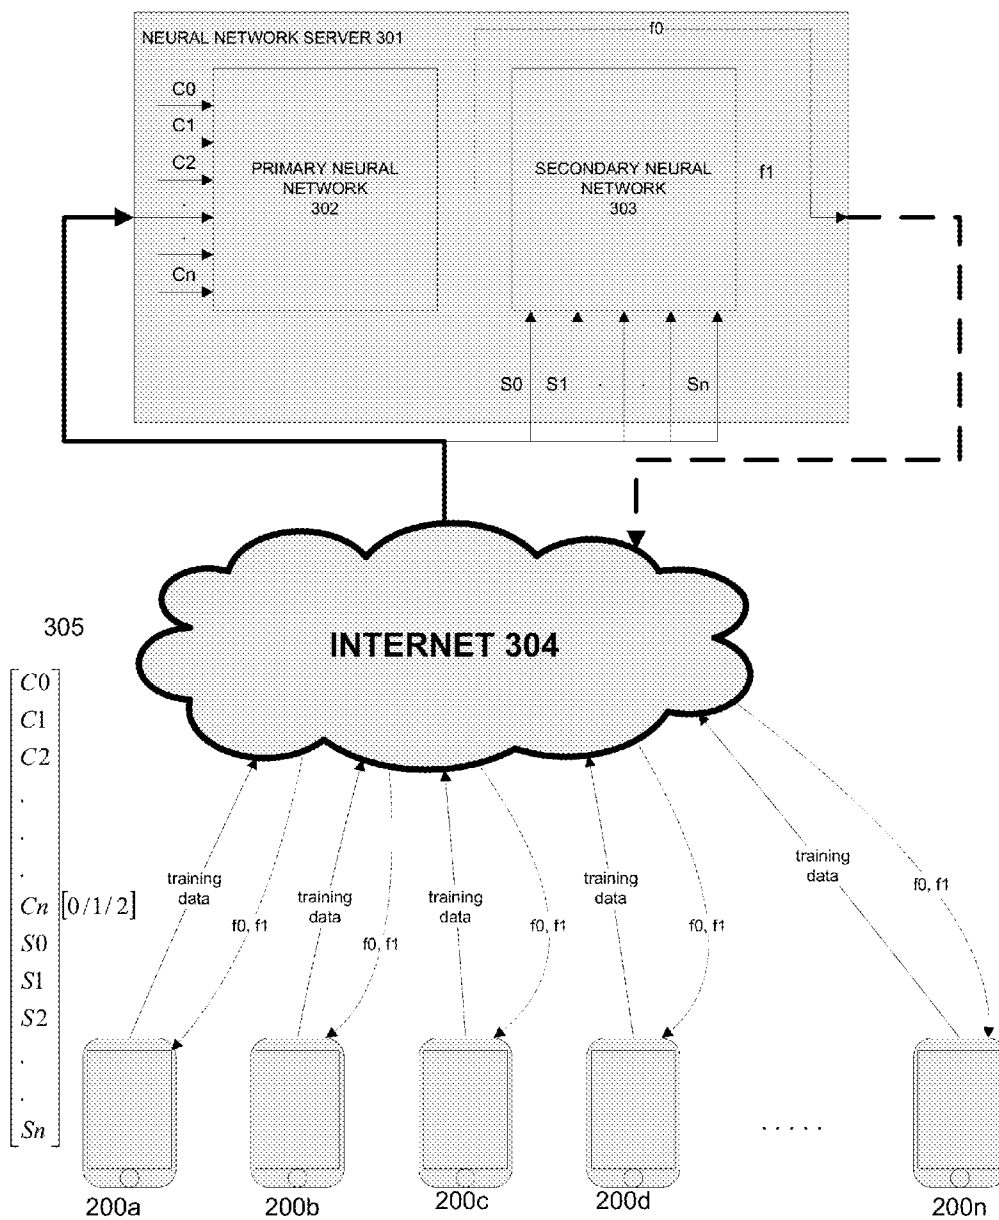 f0
NEURAL NETWORK SERVER 301
C0
C1
C2
.
.
Cn
PRIMARY NEURAL
NETWORK
302
SECONDARY NEURAL
NETWORK
303
f1
S0 S1 . . Sn
INTERNET 304
305
C0
C1
C2
.
.
.
Cn [0/1/2]
S0
S1
S2
.
.
Sn
training
data
f0, f1
training
data
f0, f1
training
data
f0, f1
training
data
f0, f1
training
data
f0, f1
. . . . .
200a
200b
200c
200d
200n